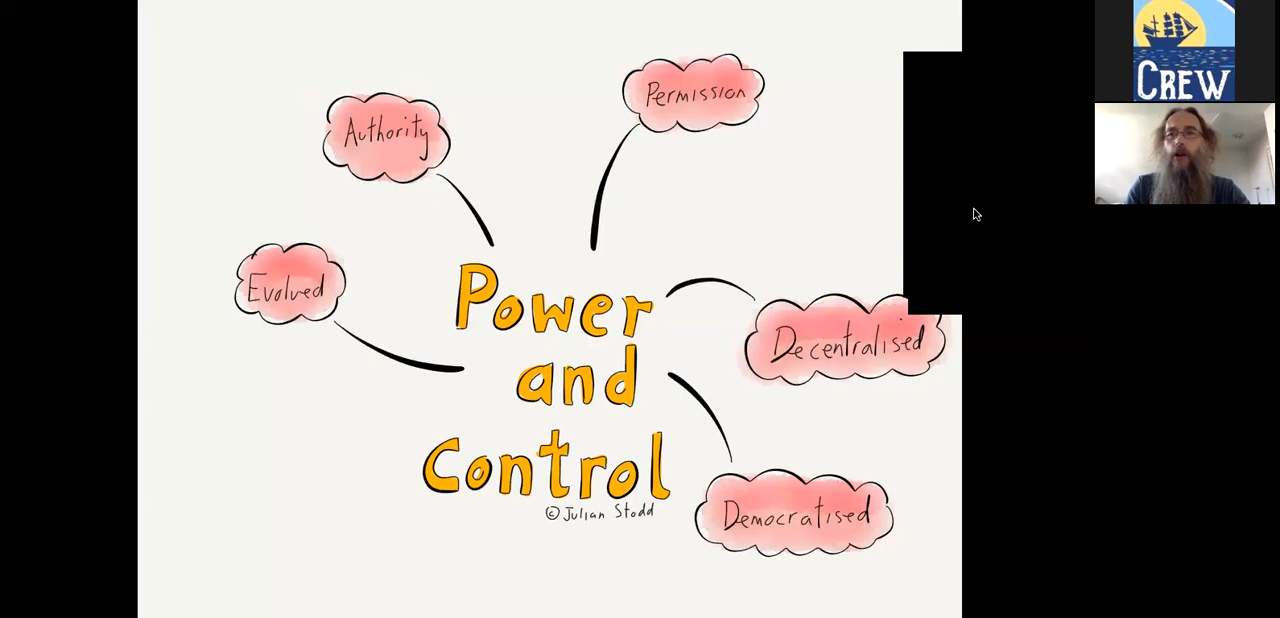 CREW
Permission
Authority
Evolved
Power
and
Control
Decentralised
Democratised
© Julian Stodd